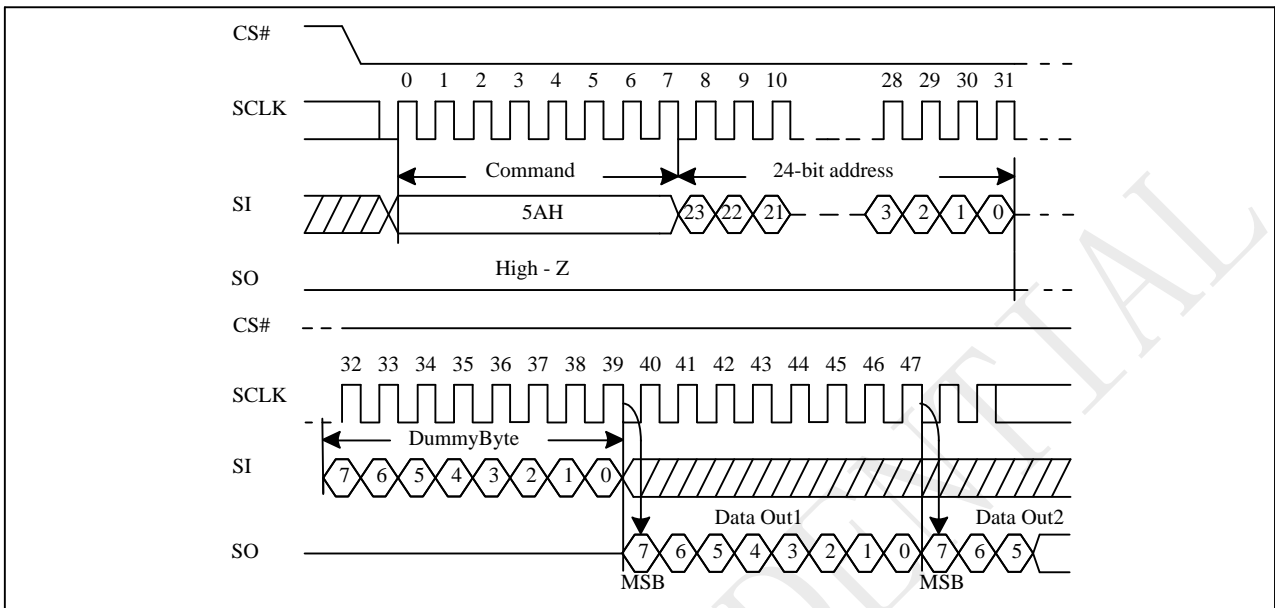 CS#
0 1 2 3 4 5 6 7 8 9 10 28 29 30 31
SCLK
Command 24-bit address
SI 5AH 23 22 21 3 2 1 0
High - Z
SO
CS#
32 33 34 35 36 37 38 39 40 41 42 43 44 45 46 47
SCLK
DummyByte
SI 7 6 5 4 3 2 1 0
Data Out1 Data Out2
SO 7 6 5 4 3 2 1 0 7 6 5
MSB MSB
DENTIAL